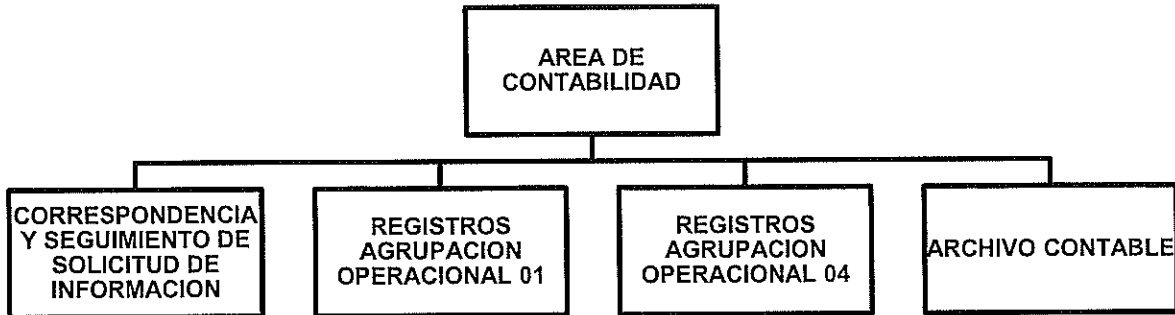 AREA DE
CONTABILIDAD
CORRESPONDENCIA
Y SEGUIMIENTO DE
SOLICITUD DE
INFORMACION
REGISTROS
AGRUPACION
OPERACIONAL 01
REGISTROS
AGRUPACION
OPERACIONAL 04
ARCHIVO CONTABLE